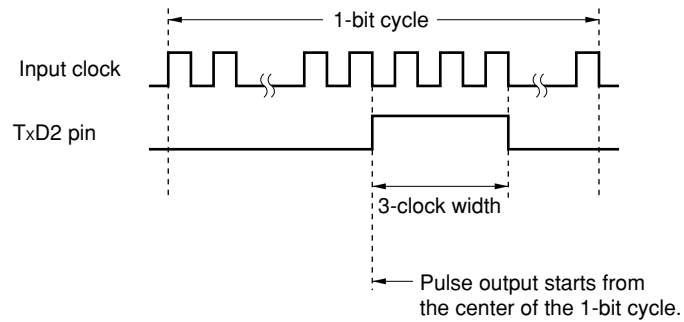 1-bit cycle
Input clock
TxD2 pin
3-clock width
Pulse output starts from
the center of the 1-bit cycle.